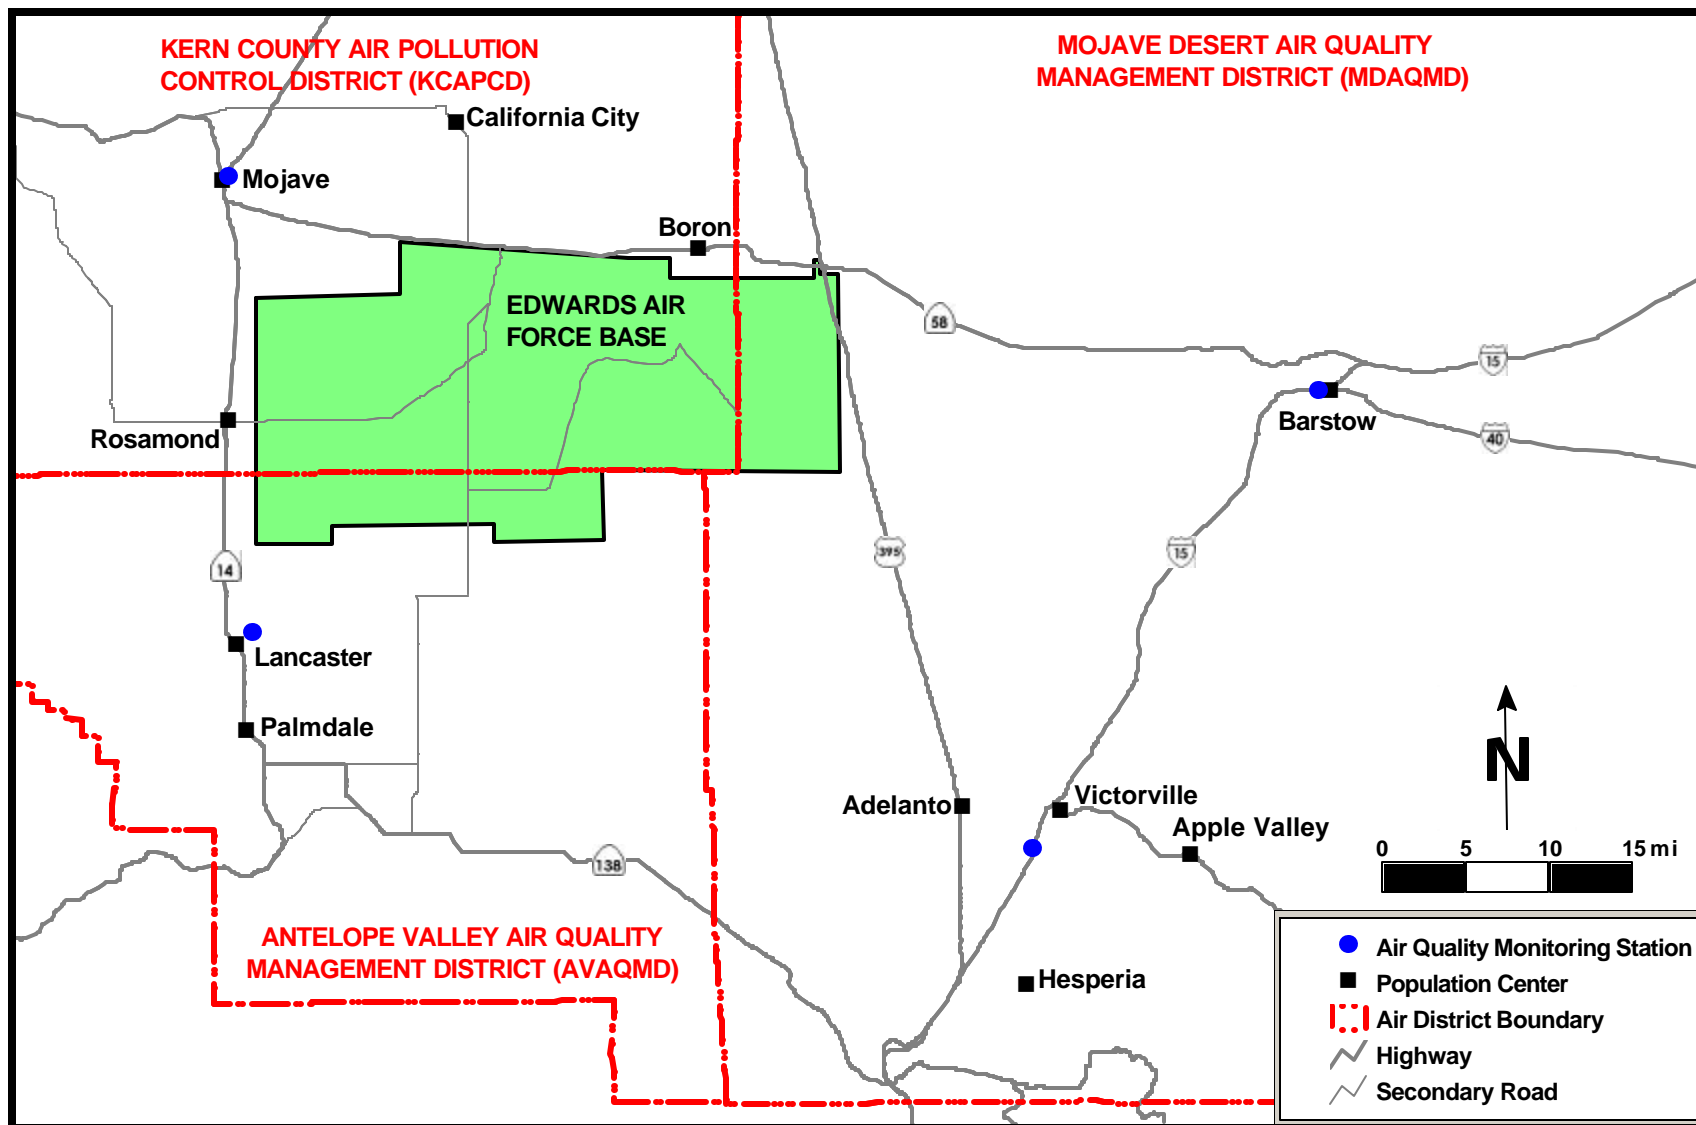 KERN COUNTY AIR POLLUTION
CONTROL DISTRICT (KCAPCD)
MOJAVE DESERT AIR QUALITY
MANAGEMENT DISTRICT (MDAQMD)
California City
Mojave
Boron
EDWARDS AIR
FORCE BASE
58
15
40
Barstow
Rosamond
14
395
15
Lancaster
Palmdale
N
Adelanto
Victorville
Apple Valley
138
0 5 10 15 mi
ANTELOPE VALLEY AIR QUALITY
MANAGEMENT DISTRICT (AVAQMD)
Hesperia
Air Quality Monitoring Station
Population Center
Air District Boundary
Highway
Secondary Road